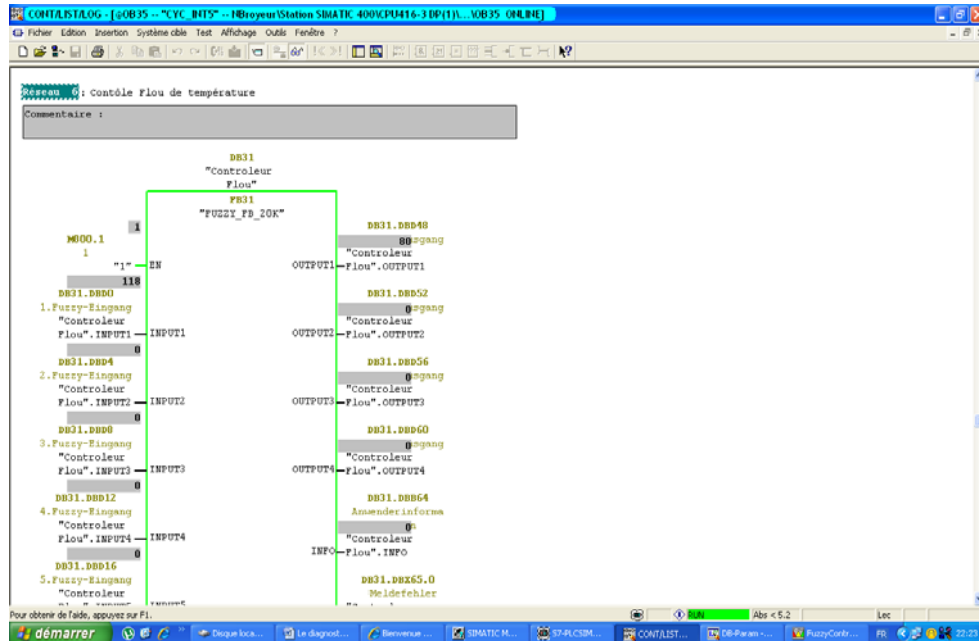 CONT/LIST/LOG - [@OB35 -- "CYC_INT5" -- NBroyeur\Station SIMATIC 400\CPU416-3 DP(1)\...\OB35 ONLINE]
Fichier Edition Insertion Système cible Test Affichage Outils Fenêtre ?
Réseau 6 : Contôle Flou de température
Commentaire :
DB31
"Controleur
Flou"
FB31
"FUZZY_FD_20K"
1
M800.1
1
"1"
EN
118
DB31.DBD0
1.Fuzzy-Eingang
"Controleur
Flou".INPUT1
INPUT1
0
DB31.DBD4
2.Fuzzy-Eingang
"Controleur
Flou".INPUT2
INPUT2
0
DB31.DBD8
3.Fuzzy-Eingang
"Controleur
Flou".INPUT3
INPUT3
0
DB31.DBD12
4.Fuzzy-Eingang
"Controleur
Flou".INPUT4
INPUT4
0
DB31.DBD16
5.Fuzzy-Eingang
"Controleur
DB31.DBD48
80
"Controleur
OUTPUT1
Flou".OUTPUT1
DB31.DBD52
0
"Controleur
OUTPUT2
Flou".OUTPUT2
DB31.DBD56
0
"Controleur
OUTPUT3
Flou".OUTPUT3
DB31.DBD60
0
"Controleur
OUTPUT4
Flou".OUTPUT4
DB31.DBB64
Anwenderinforma
0
"Controleur
INFO
Flou".INFO
DB31.DBX65.0
Meldefehler
Pour obtenir de l'aide, appuyez sur F1.
RUN
Abs < 5.2
Lec
démarrer
Disque loca...
Le diagnost...
Bienvenue ...
SIMATIC M...
S7-PLCSIM...
CONT/LIST...
DB-Param -...
FuzzyContr...
FR